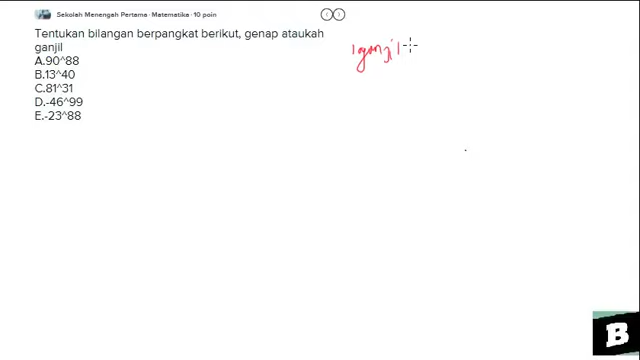 Sekolah Menengah Pertama · Matematika · 10 poin
Tentukan bilangan berpangkat berikut, genap ataukah
ganjil
A.90^88
B.13^40
C.81^31
D.-46^99
E.-23^88
ganjil
B